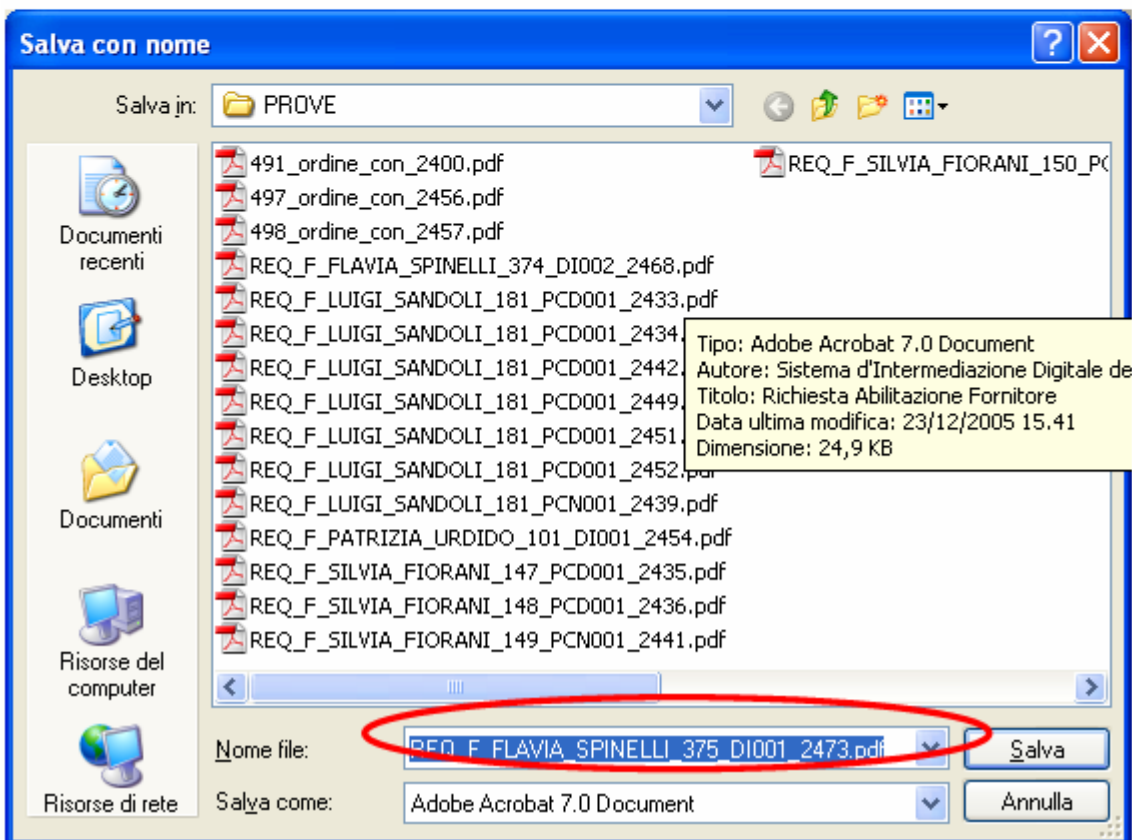 Salva con nome
Salva in:
PROVE
Documenti
recenti
Desktop
Documenti
Risorse del
computer
Risorse di rete
491_ordine_con_2400.pdf
497_ordine_con_2456.pdf
498_ordine_con_2457.pdf
REQ_F_FLAVIA_SPINELLI_374_DI002_2468.pdf
REQ_F_LUIGI_SANDOLI_181_PCD001_2433.pdf
REQ_F_LUIGI_SANDOLI_181_PCD001_2434.
REQ_F_LUIGI_SANDOLI_181_PCD001_2442.
REQ_F_LUIGI_SANDOLI_181_PCD001_2449.
REQ_F_LUIGI_SANDOLI_181_PCD001_2451.
REQ_F_LUIGI_SANDOLI_181_PCD001_2452.pdf
REQ_F_LUIGI_SANDOLI_181_PCN001_2439.pdf
REQ_F_PATRIZIA_URDIDO_101_DI001_2454.pdf
REQ_F_SILVIA_FIORANI_147_PCD001_2435.pdf
REQ_F_SILVIA_FIORANI_148_PCD001_2436.pdf
REQ_F_SILVIA_FIORANI_149_PCN001_2441.pdf
REQ_F_SILVIA_FIORANI_150_PC
Tipo: Adobe Acrobat 7.0 Document
Autore: Sistema d'Intermediazione Digitale de
Titolo: Richiesta Abilitazione Fornitore
Data ultima modifica: 23/12/2005 15.41
Dimensione: 24,9 KB
Nome file:
REQ_F_FLAVIA_SPINELLI_375_DI001_2473.pdf
Salva
Salva come:
Adobe Acrobat 7.0 Document
Annulla